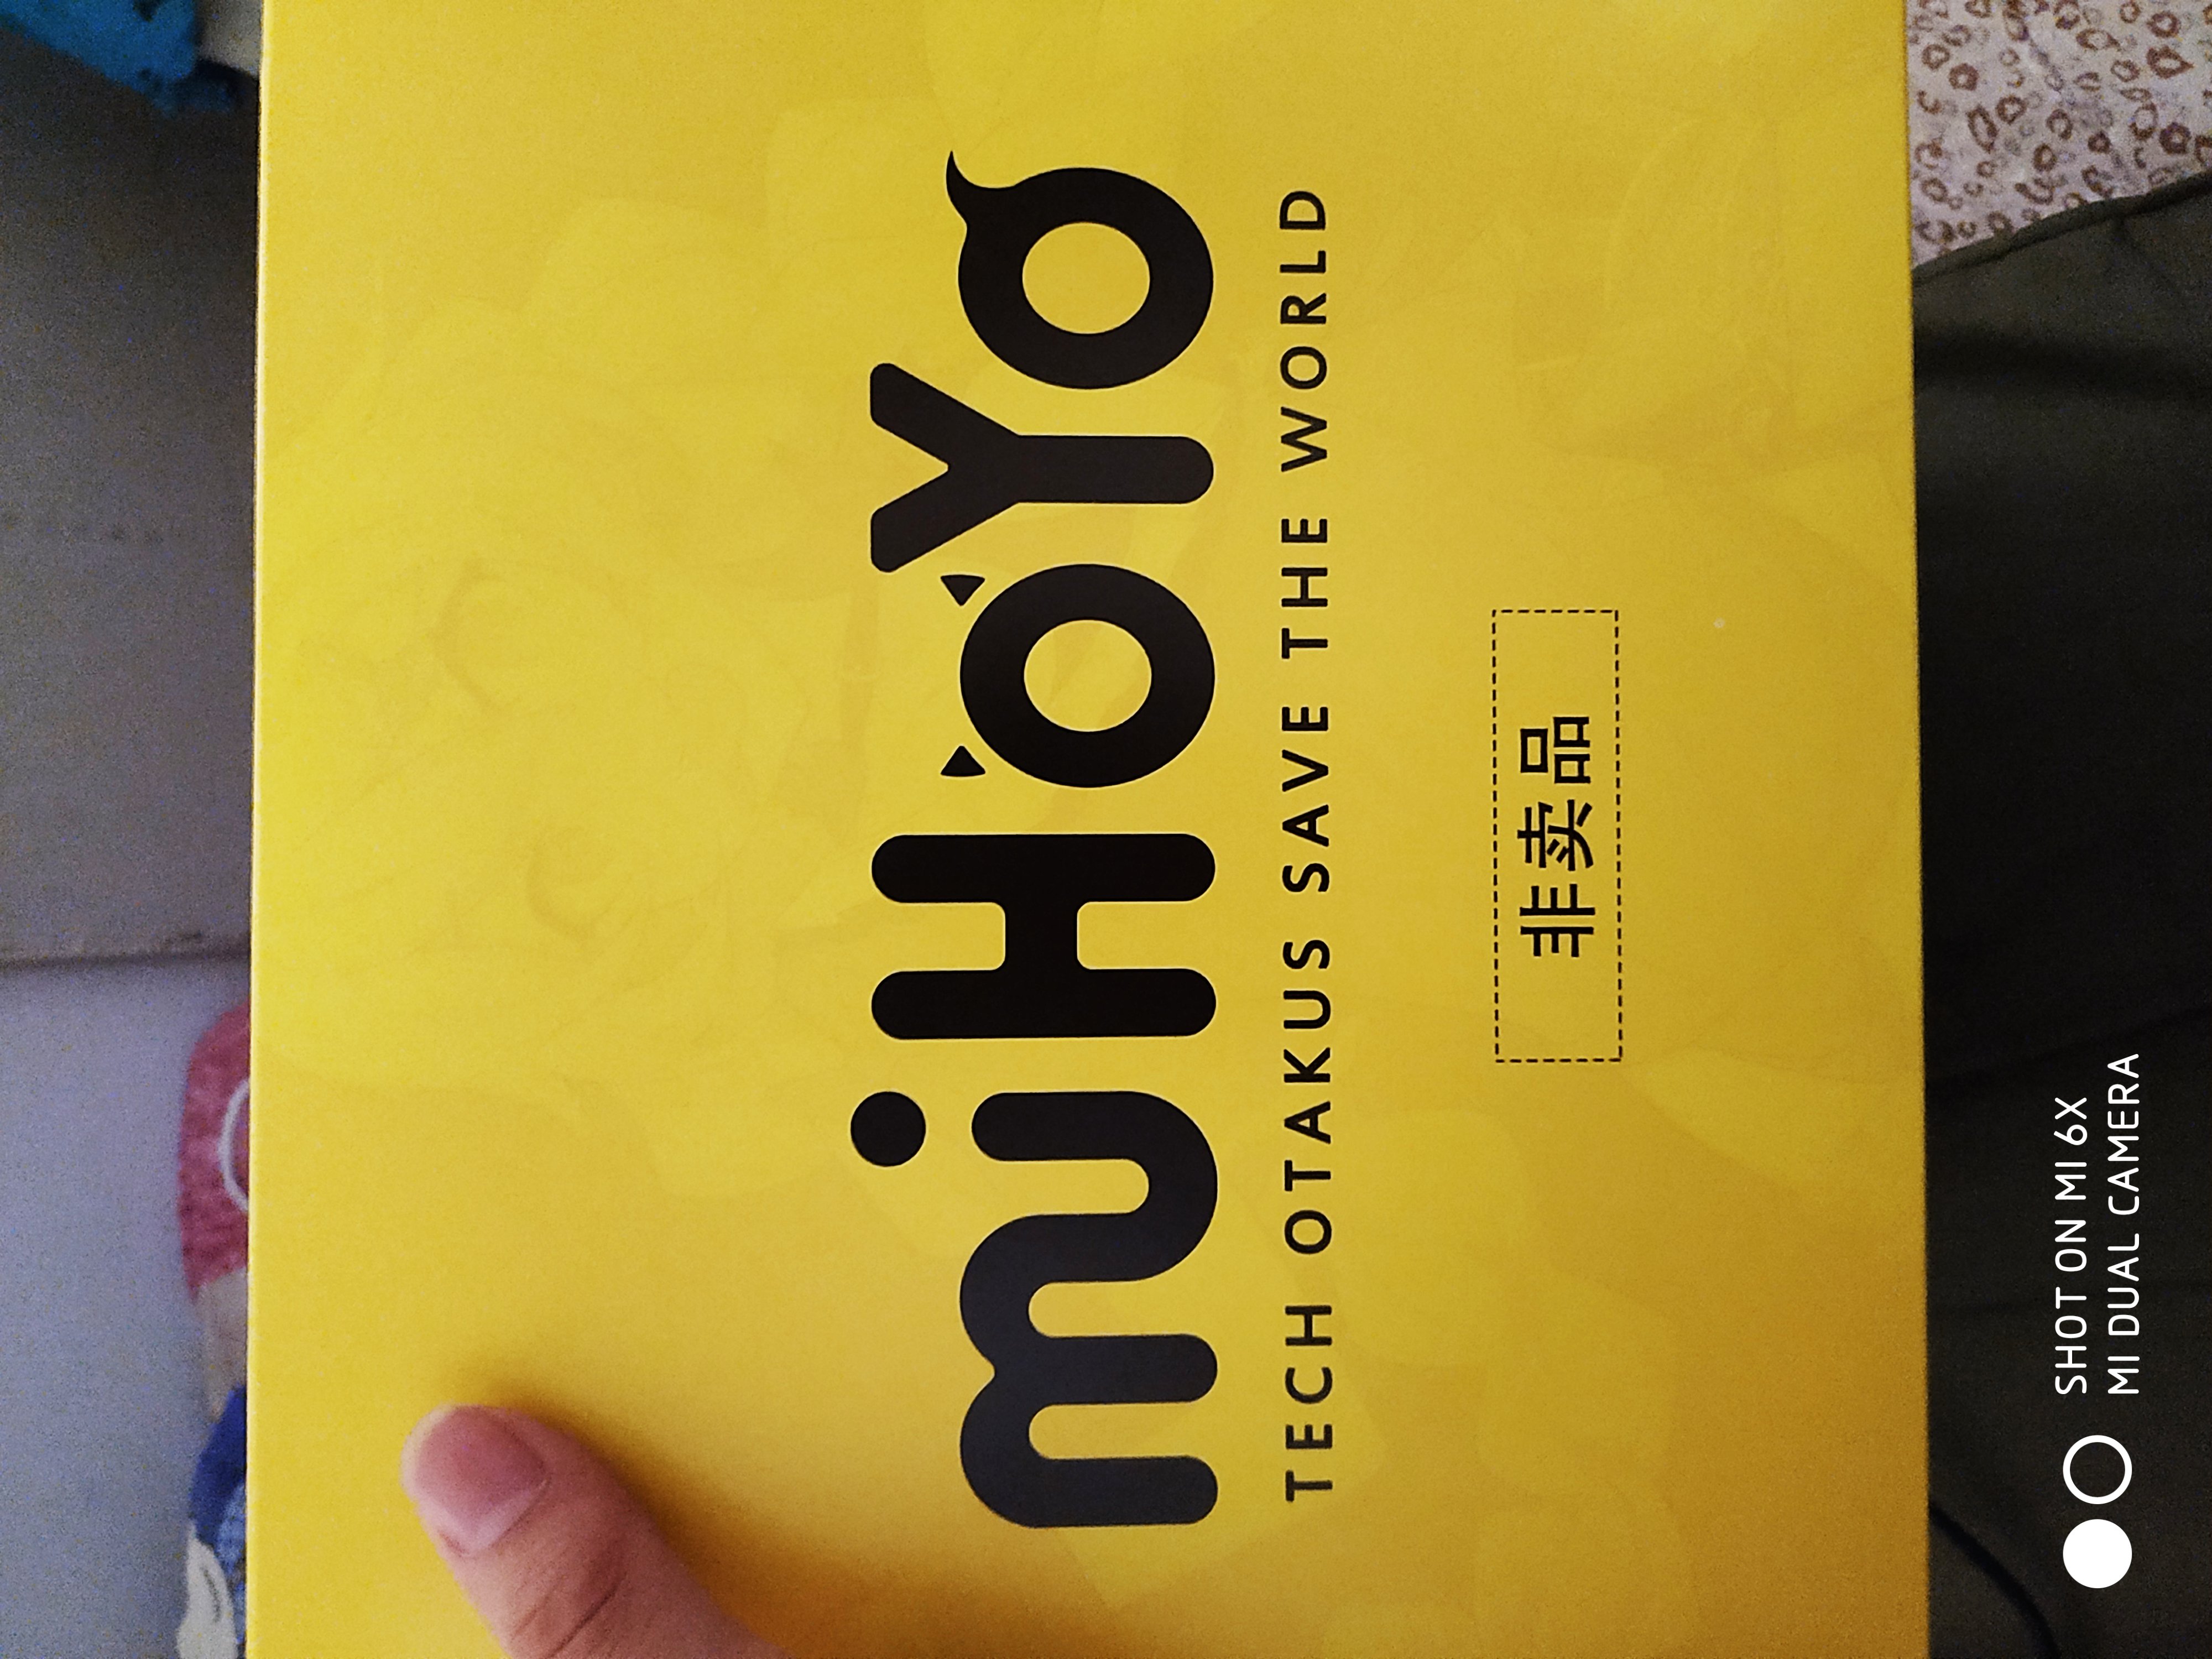 miHoYo
TECH OTAKUS SAVE THE WORLD
非卖品
SHOT ON MI 6X
MI DUAL CAMERA